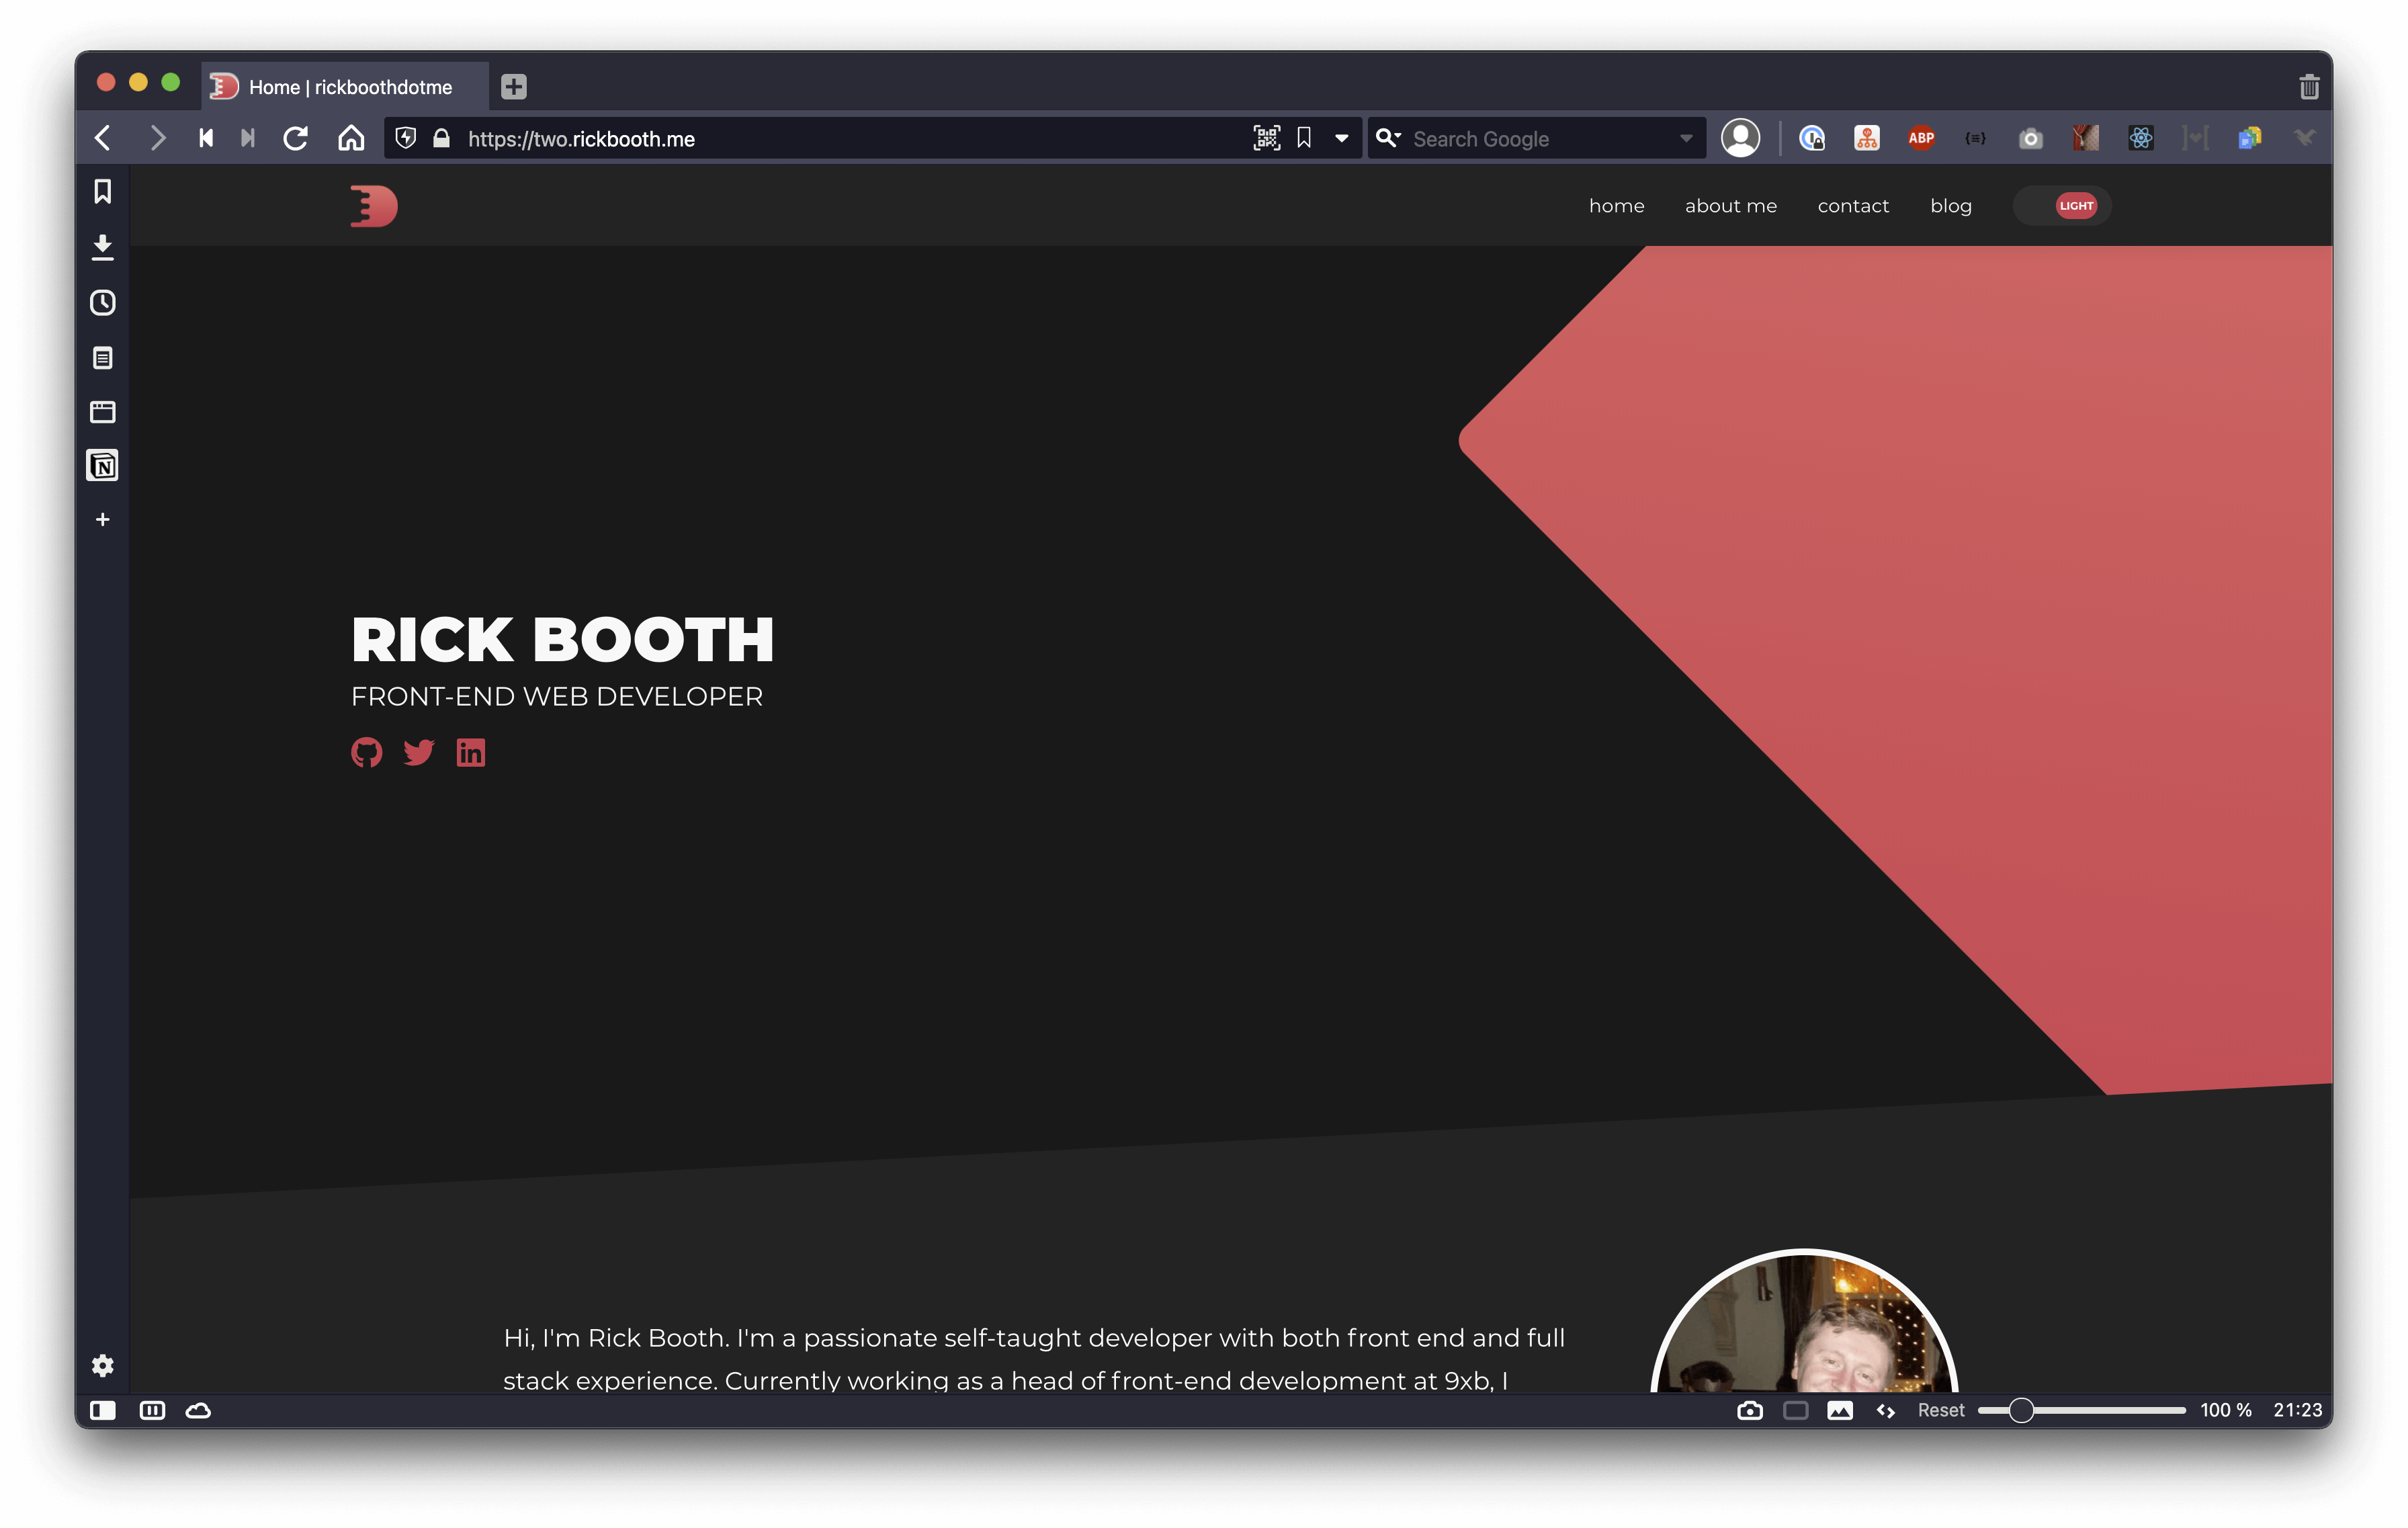 Home | rickboothdotme
https://two.rickbooth.me
Search Google
ABP
home about me contact blog LIGHT
N
RICK BOOTH
FRONT-END WEB DEVELOPER
in
Hi, I'm Rick Booth. I'm a passionate self-taught developer with both front end and full
stack experience. Currently working as a head of front-end development at 9xb, I
Reset 100 % 21:23